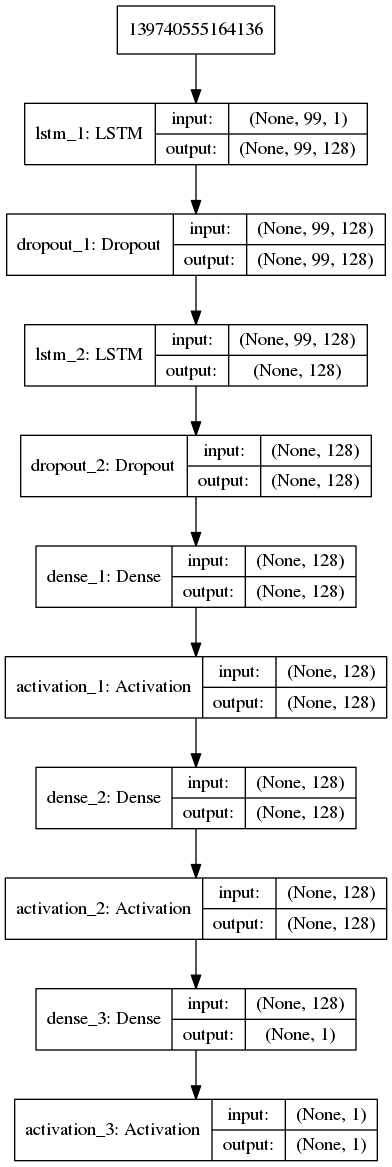 139740555164136
lstm_1: LSTM
input: (None, 99, 1)
output: (None, 99, 128)
dropout_1: Dropout
input: (None, 99, 128)
output: (None, 99, 128)
lstm_2: LSTM
input: (None, 99, 128)
output: (None, 128)
dropout_2: Dropout
input: (None, 128)
output: (None, 128)
dense_1: Dense
input: (None, 128)
output: (None, 128)
activation_1: Activation
input: (None, 128)
output: (None, 128)
dense_2: Dense
input: (None, 128)
output: (None, 128)
activation_2: Activation
input: (None, 128)
output: (None, 128)
dense_3: Dense
input: (None, 128)
output: (None, 1)
activation_3: Activation
input: (None, 1)
output: (None, 1)